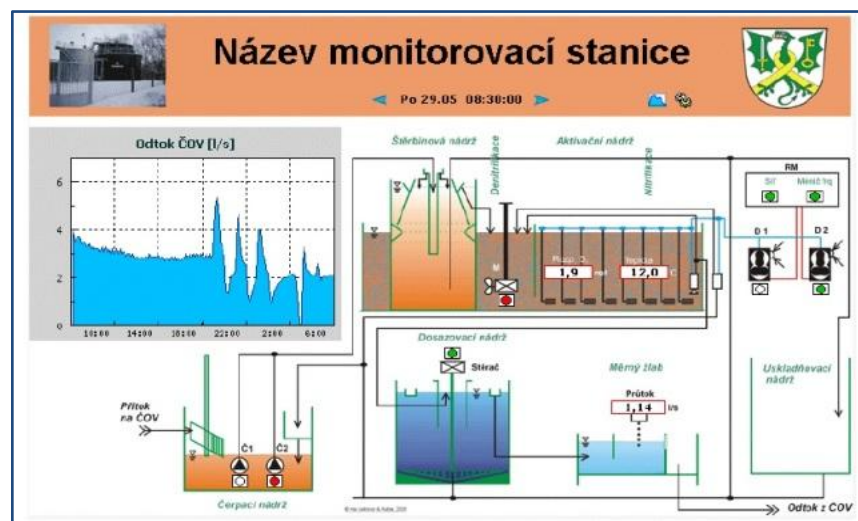 Název monitorovací stanice
Po 29.05 08:30:00
Odtok ČOV [l/s]
6
4
2
0
10:00 14:00 18:00 22:00 2:00 6:00
Štěrbinová nádrž
Denitrifikace
Aktivační nádrž
Nitrifikace
RM
Síť
Měnič frq
D 1
D 2
M
1,9
12,0
C
Dosazovací nádrž
Stěrač
Měrný žlab
Průtok
1,14
l/s
Uskladňovací
nádrž
Přítok
na ČOV
Č1
Č2
Čerpací nádrž
Odtok z ČOV